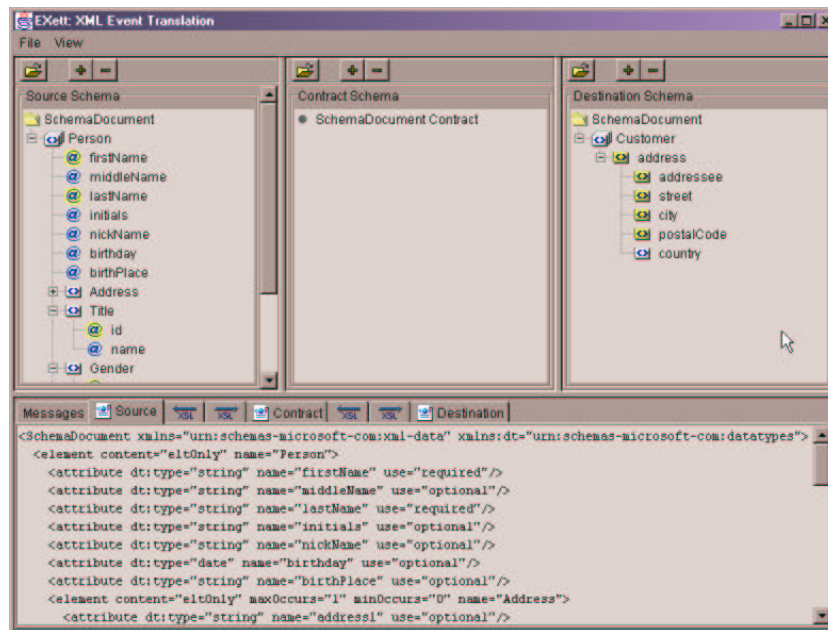 EXett: XML Event Translation
File View
Source Schema
SchemaDocument
Person
firstName
middleName
lastName
initials
nickName
birthday
birthPlace
Address
Title
id
name
Gender
Contract Schema
SchemaDocument Contract
Destination Schema
SchemaDocument
Customer
address
addressee
street
city
postalCode
country
Messages Source XSL XSL Contract XSL XSL Destination
<SchemaDocument xmlns="urn:schemas-microsoft-com:xml-data" xmlns:dt="urn:schemas-microsoft-com:datatypes">
<element content="eltOnly" name="Person">
<attribute dt:type="string" name="firstName" use="required"/>
<attribute dt:type="string" name="middleName" use="optional"/>
<attribute dt:type="string" name="lastName" use="required"/>
<attribute dt:type="string" name="initials" use="optional"/>
<attribute dt:type="string" name="nickName" use="optional"/>
<attribute dt:type="date" name="birthday" use="optional"/>
<attribute dt:type="string" name="birthPlace" use="optional"/>
<element content="eltOnly" maxOccurs="1" minOccurs="0" name="Address">
<attribute dt:type="string" name="address1" use="optional"/>